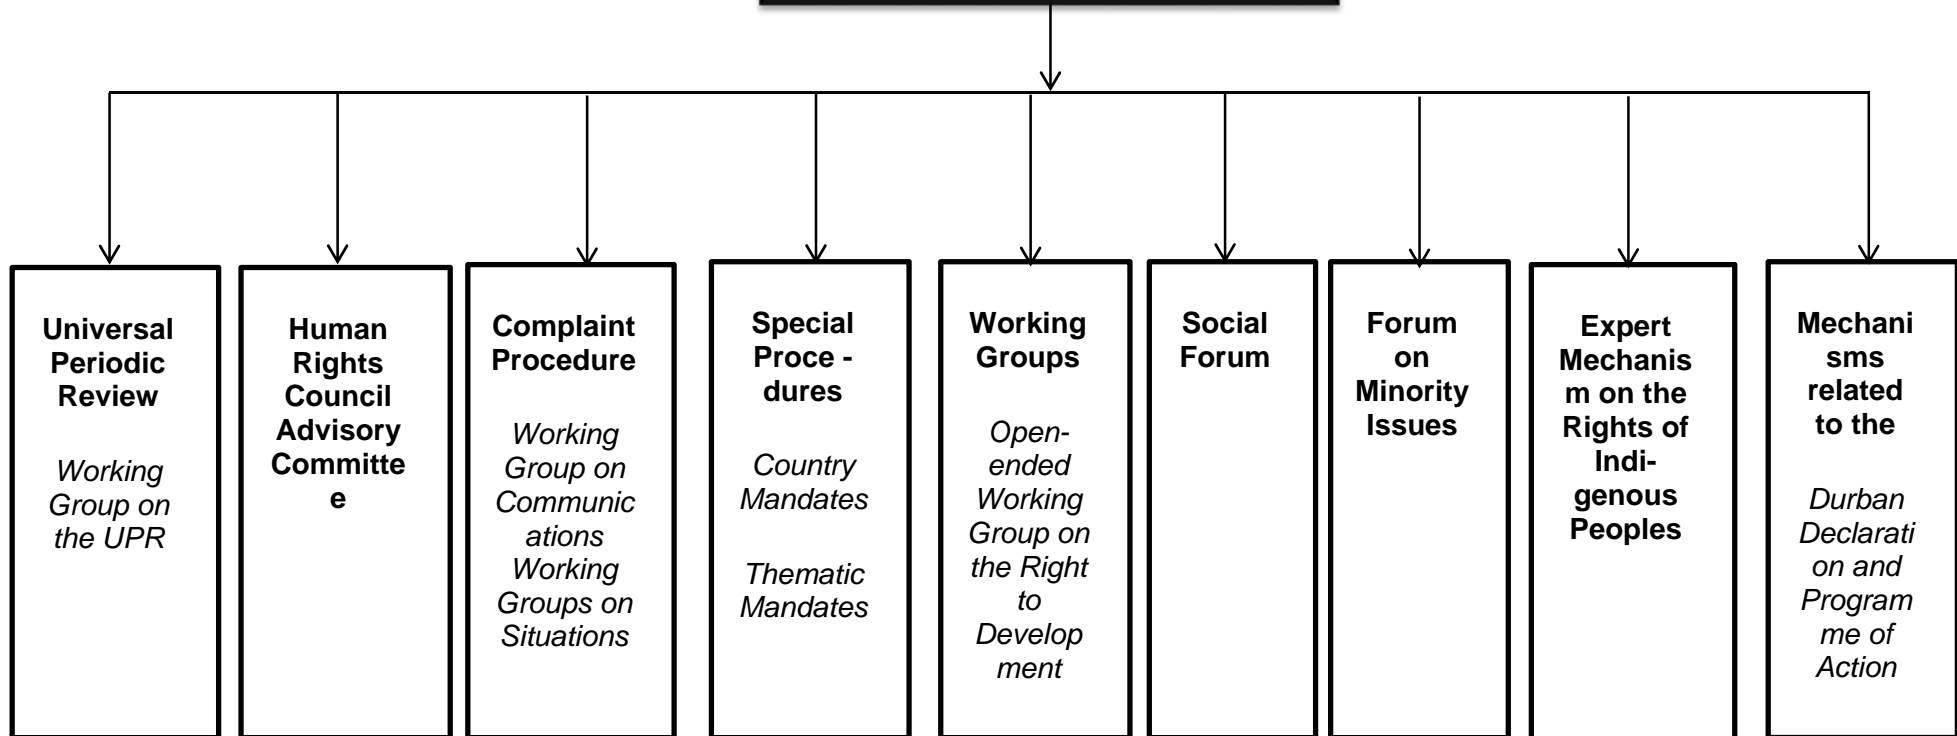 Universal
Periodic
Review
Working
Group on
the UPR
Human
Rights
Council
Advisory
Committe
e
Complaint
Procedure
Working
Group on
Communic
ations
Working
Groups on
Situations
Special
Proce -
dures
Country
Mandates
Thematic
Mandates
Working
Groups
Open-
ended
Working
Group on
the Right
to
Develop
ment
Social
Forum
Forum
on
Minority
Issues
Expert
Mechanis
m on the
Rights of
Indi-
genous
Peoples
Mechani
sms
related
to the
Durban
Declarati
on and
Program
me of
Action